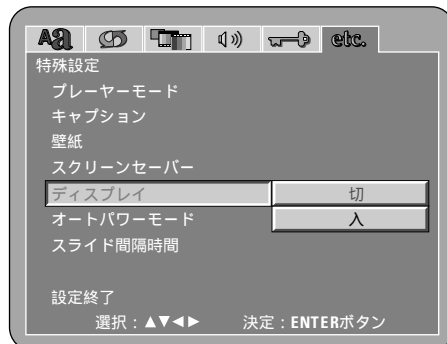 Aあ etc.
特殊設定
プレーヤーモード
キャプション
壁紙
スクリーンセーバー
ディスプレイ 切
オートパワーモード 入
スライド間隔時間
設定終了
選択：▲▼◀▶ 決定：ENTERボタン